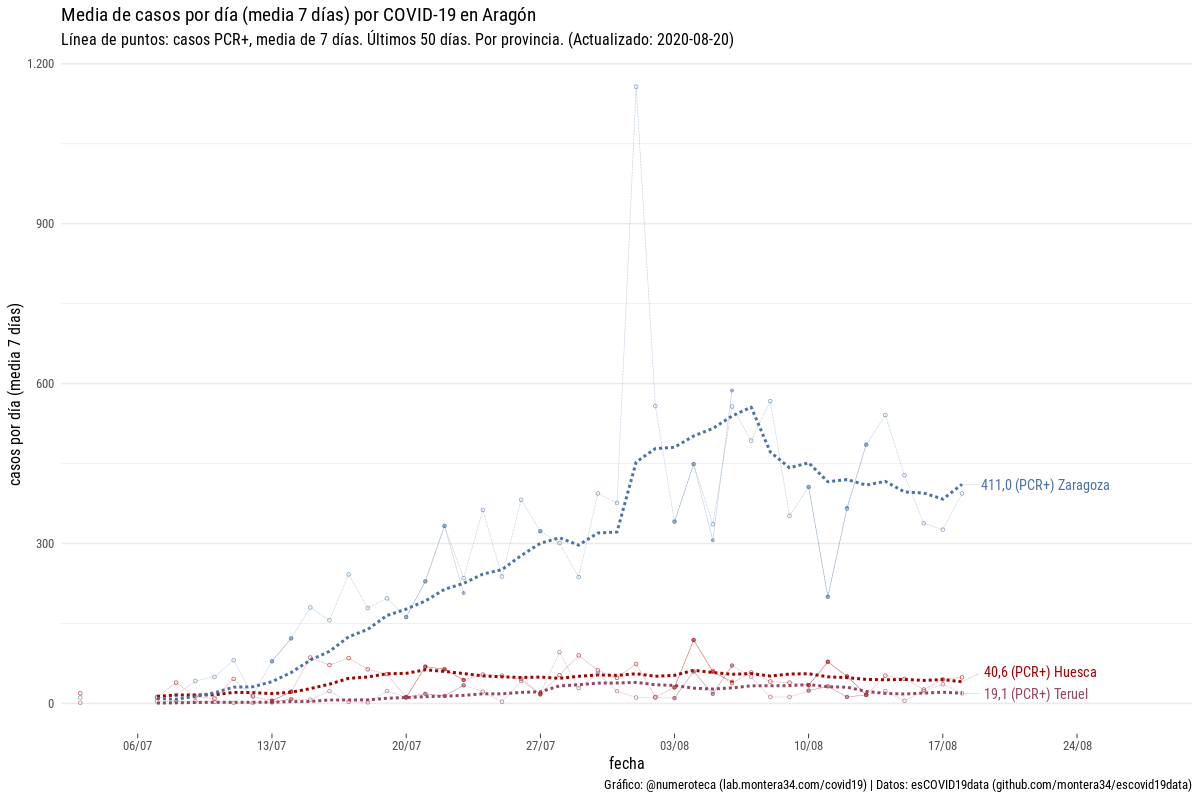 Media de casos por día (media 7 días) por COVID-19 en Aragón
Línea de puntos: casos PCR+, media de 7 días. Últimos 50 días. Por provincia. (Actualizado: 2020-08-20)
1.200
900
600
300
0
casos por día (media 7 días)
411,0 (PCR+) Zaragoza
40,6 (PCR+) Huesca
19,1 (PCR+) Teruel
06/07
13/07
20/07
27/07
03/08
10/08
17/08
24/08
fecha
Gráfico: @numeroteca (lab.montera34.com/covid19) | Datos: esCOVID19data (github.com/montera34/escovid19data)